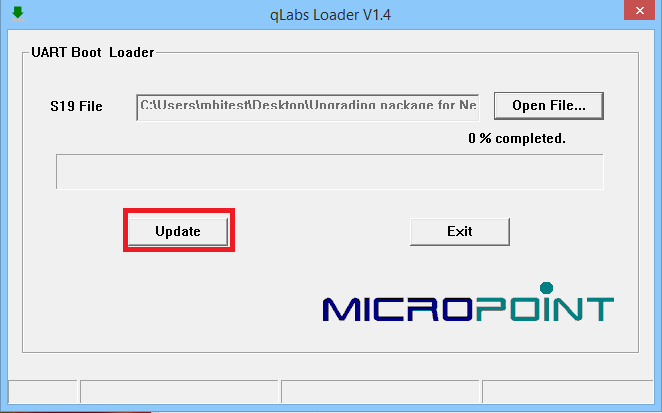 qLabs Loader V1.4
UART Boot Loader
S19 File
C:\Users\mhitest\Desktop\Upgrading package for Ne
Open File...
0 % completed.
Update
Exit
MICROPOINT